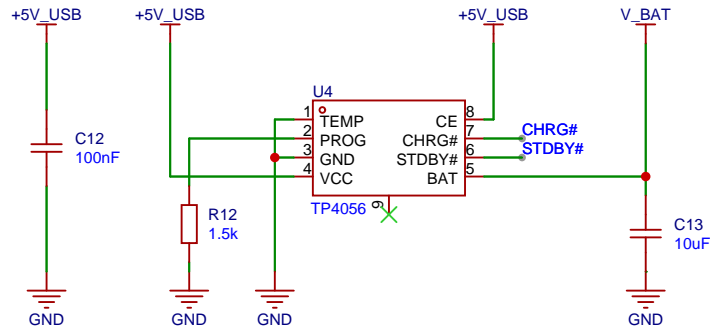 +5V_USB
+5V_USB
+5V_USB
V_BAT
U4
1
TEMP
CE
8
2
PROG
CHRG#
7
CHRG#
3
GND
STDBY#
6
STDBY#
4
VCC
BAT
5
TP4056
9
C12
100nF
R12
1.5k
C13
10uF
GND
GND
GND
GND